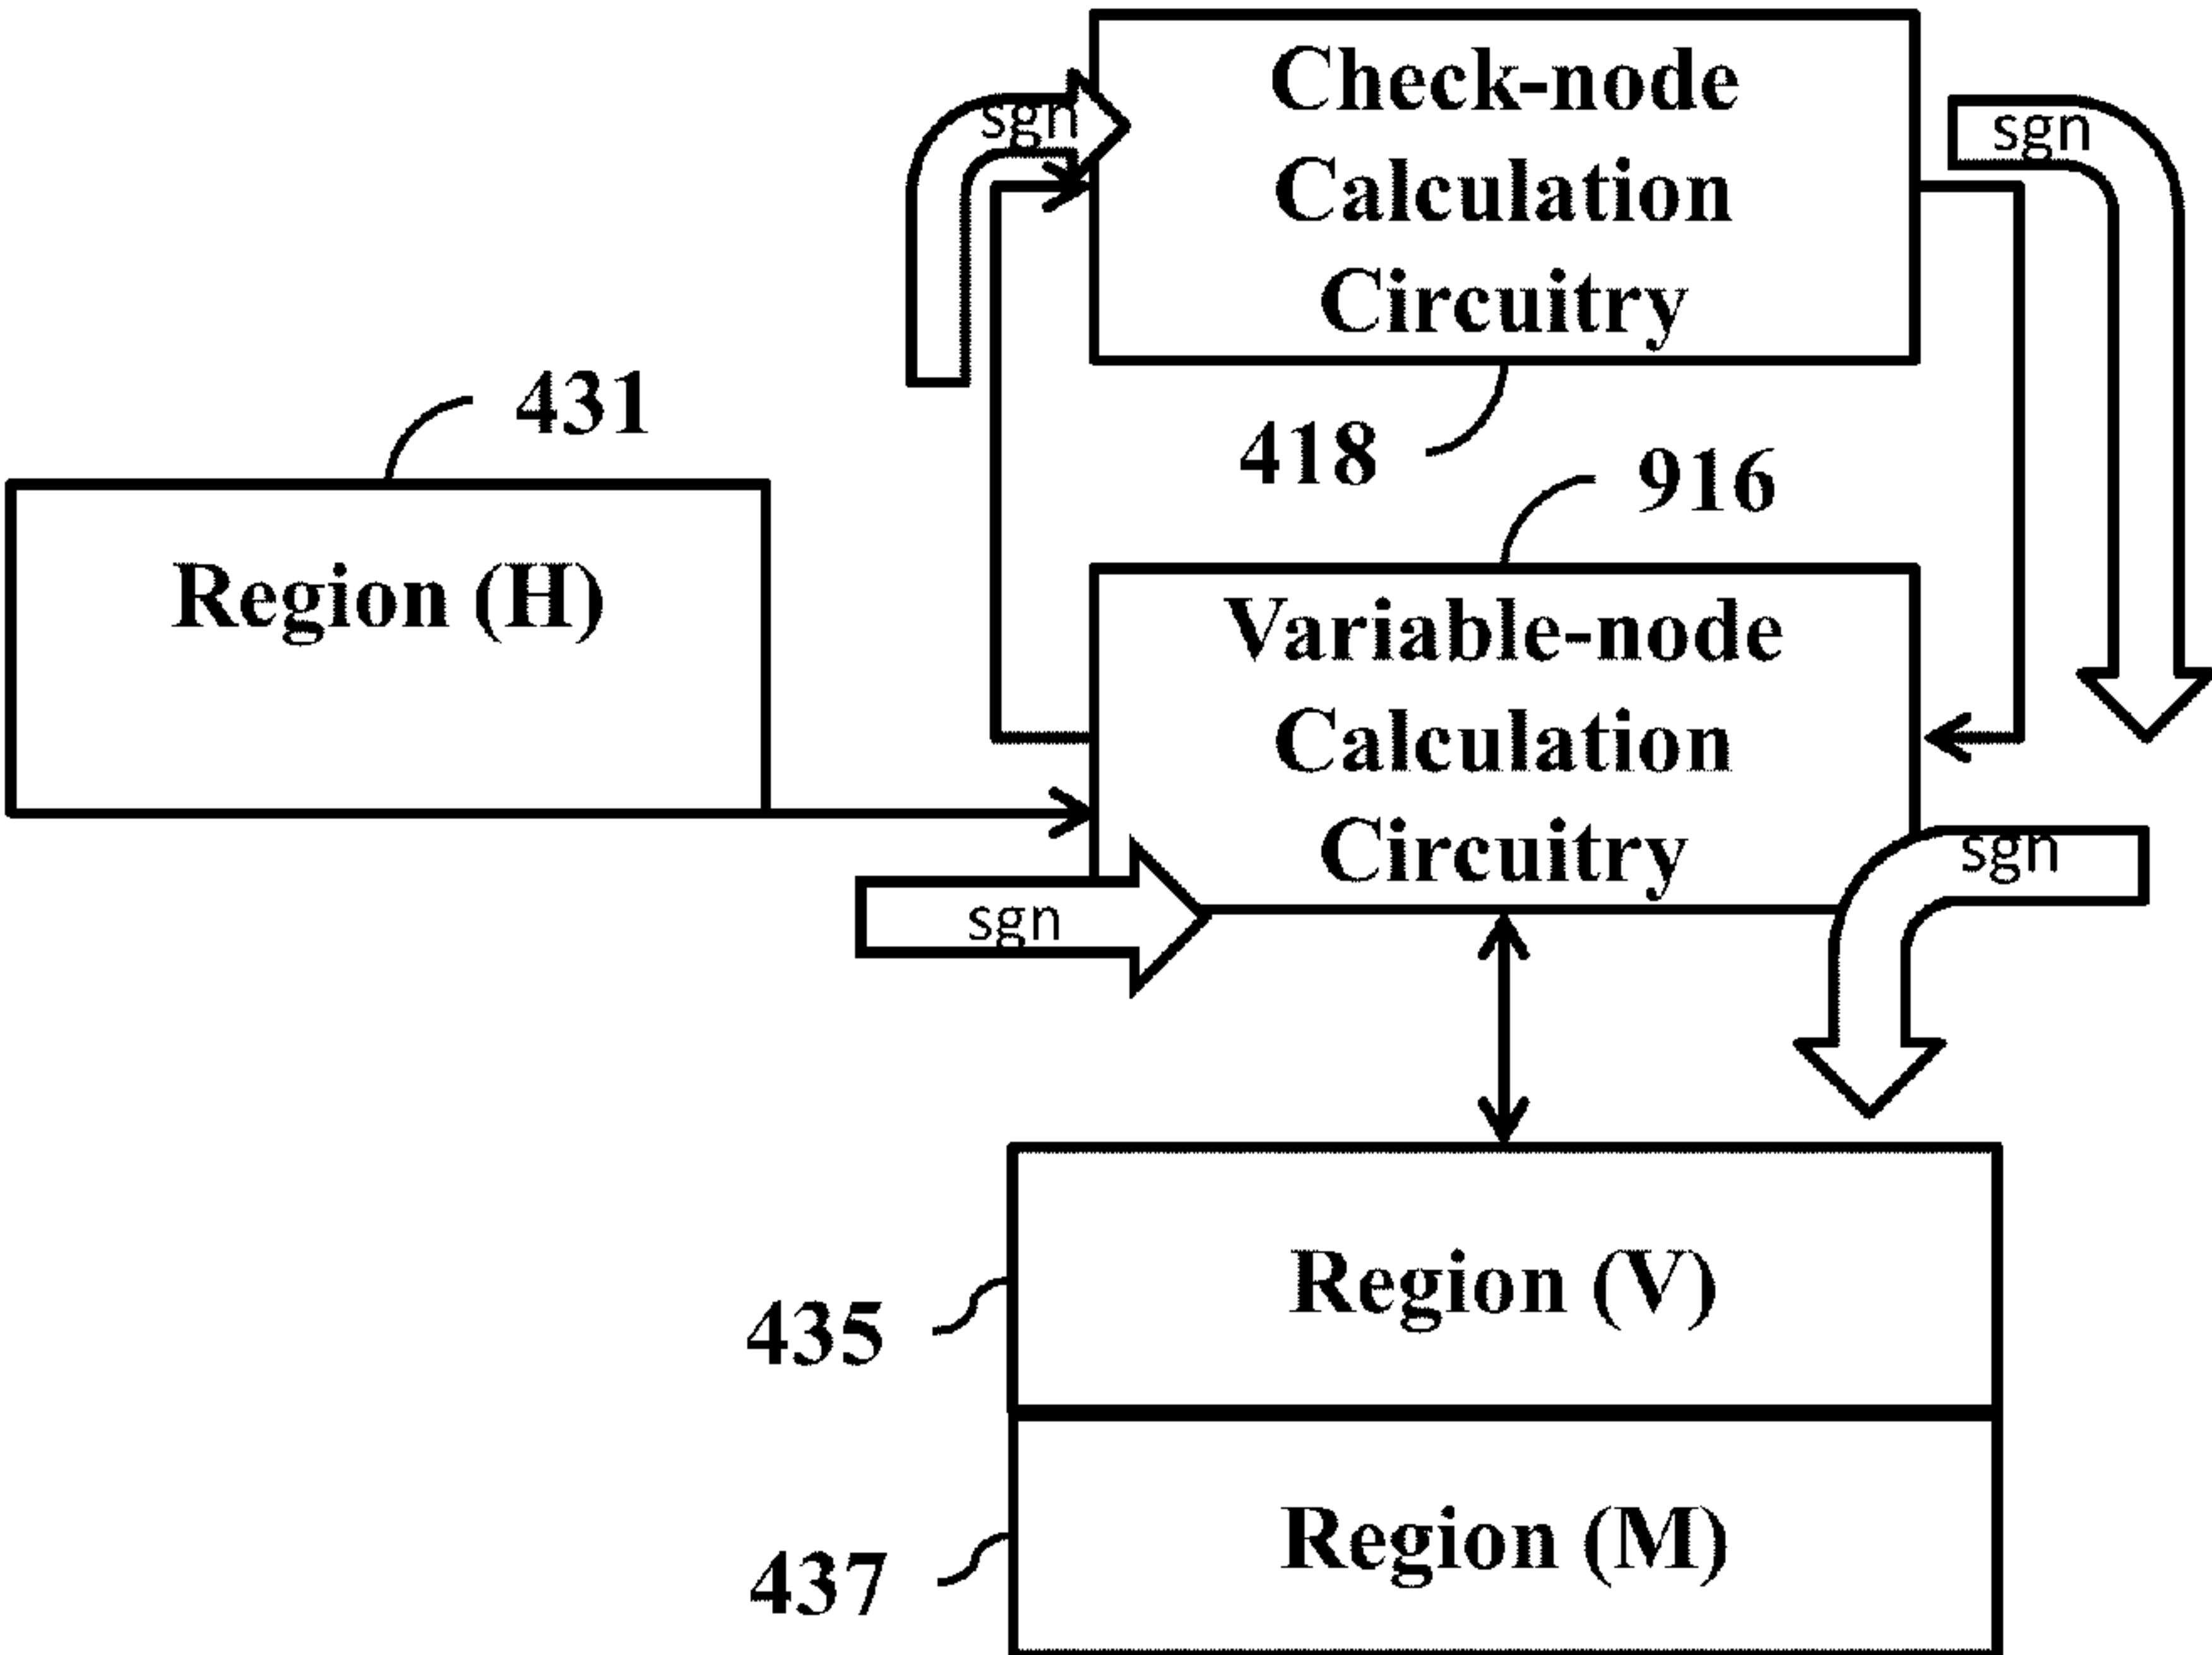 Check-node
Calculation
Circuitry
sgn
sgn
431
418
916
Region (H)
Variable-node
Calculation
Circuitry
sgn
sgn
Region (V)
435
Region (M)
437